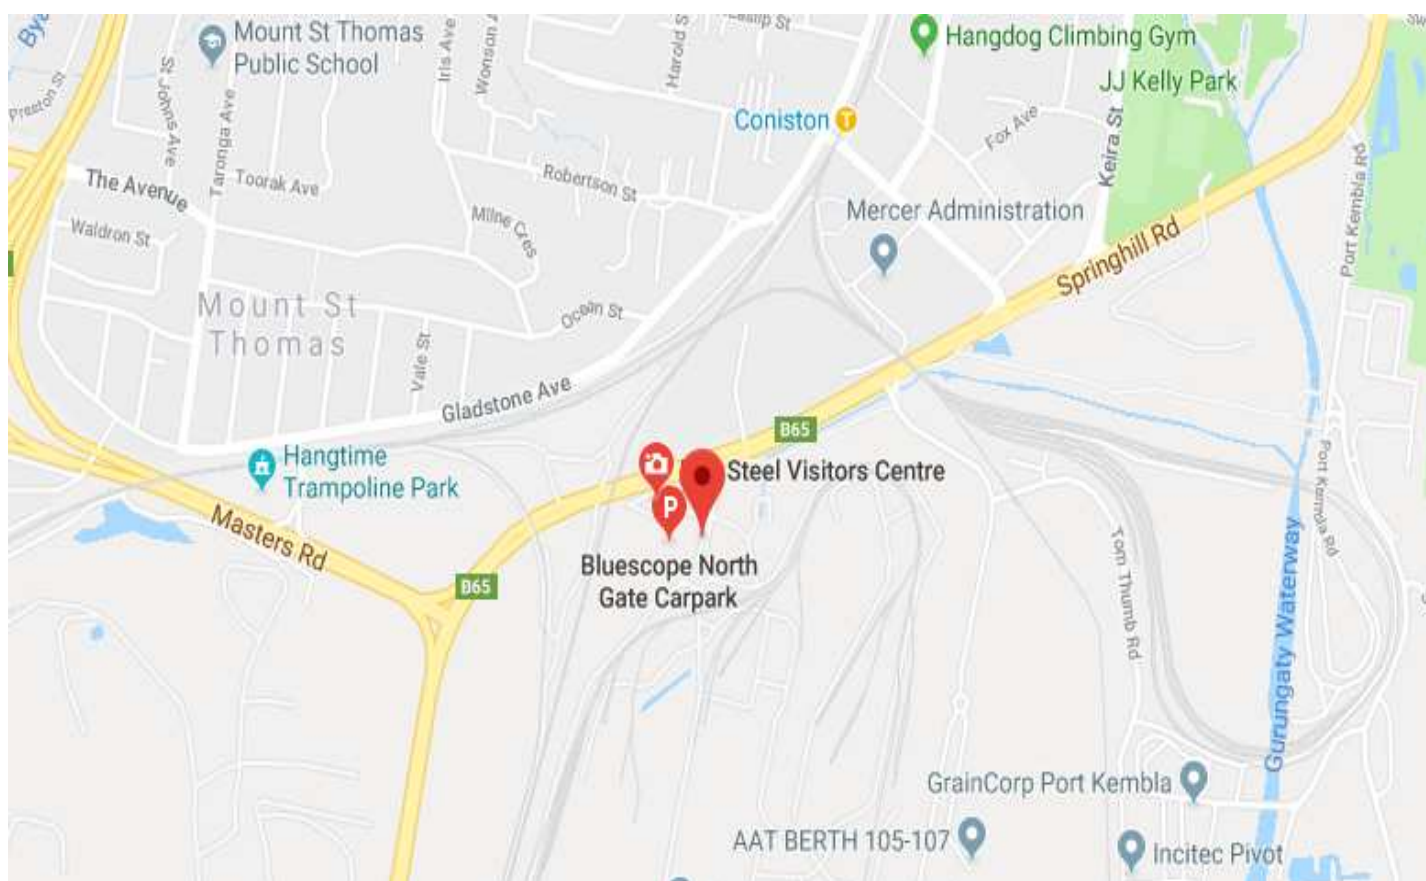 Mount St Thomas
Public School
Iris Ave
Harold S
Hangdog Climbing Gym
JJ Kelly Park
Preston St
St Johns Ave
Taronga Ave
Coniston
T
Fox Ave
Keira St
The Avenue
Toorak Ave
Robertson St
Port Kembla Rd
Waldron St
Milne Cres
Mercer Administration
Springhill Rd
Mount St
Thomas
Ocean St
Vale St
Gladstone Ave
B65
Hangtime
Trampoline Park
Steel Visitors Centre
P
Masters Rd
Port Kembla Rd
Bluescope North
Gate Carpark
B65
Tom Thumb Rd
Gurungaty Waterway
GrainCorp Port Kembla
AAT BERTH 105-107
Incitec Pivot